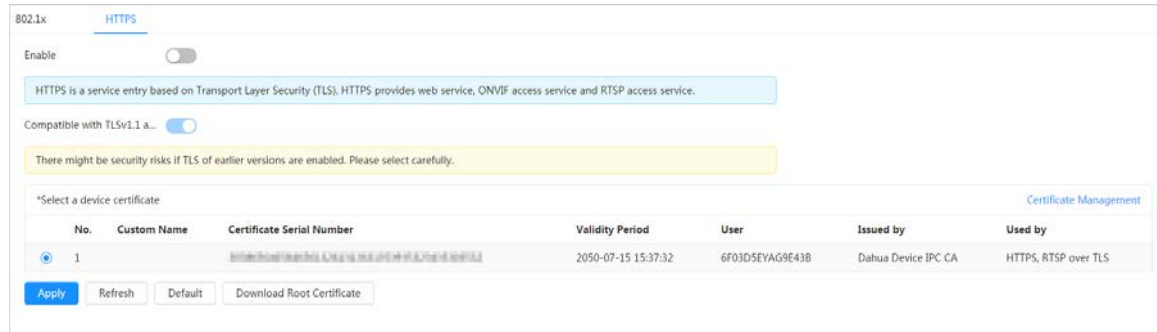 802.1x HTTPS
Enable
HTTPS is a service entry based on Transport Layer Security (TLS). HTTPS provides web service, ONVIF access service and RTSP access service.
Compatible with TLSv1.1 a...
There might be security risks if TLS of earlier versions are enabled. Please select carefully.
*Select a device certificate Certificate Management
No. Custom Name Certificate Serial Number Validity Period User Issued by Used by
1 2050-07-15 15:37:32 6F03D5EYAG9E43B Dahua Device IPC CA HTTPS, RTSP over TLS
Apply Refresh Default Download Root Certificate